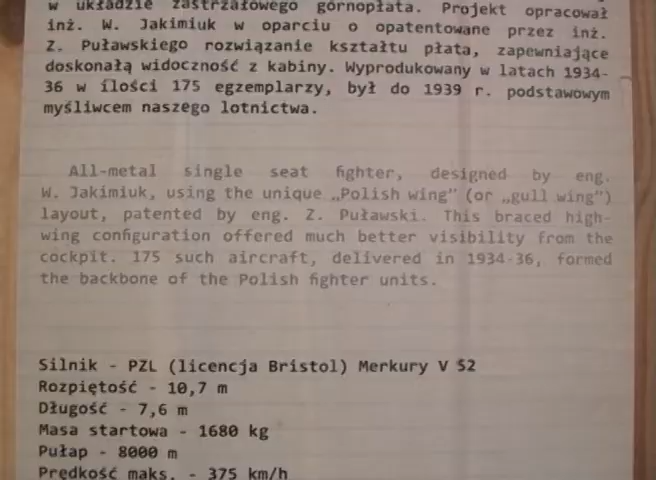 w układzie zastrzałowego górnopłata. Projekt opracował
inż. W. Jakimiuk w oparciu o opatentowane przez inż.
Z. Puławskiego rozwiązanie kształtu płata, zapewniające
doskonałą widoczność z kabiny. Wyprodukowany w latach 1934-
36 w ilości 175 egzemplarzy, był do 1939 r. podstawowym
myśliwcem naszego lotnictwa.
All-metal single seat fighter, designed by eng.
W. Jakimiuk, using the unique „Polish wing" (or „gull wing")
layout, patented by eng. Z. Puławski. This braced high-
wing configuration offered much better visibility from the
cockpit. 175 such aircraft, delivered in 1934-36, formed
the backbone of the Polish fighter units.
Silnik - PZL (licencja Bristol) Merkury V S2
Rozpiętość - 10,7 m
Długość - 7,6 m
Masa startowa - 1680 kg
Pułap - 8000 m
Prędkość maks. - 375 km/h